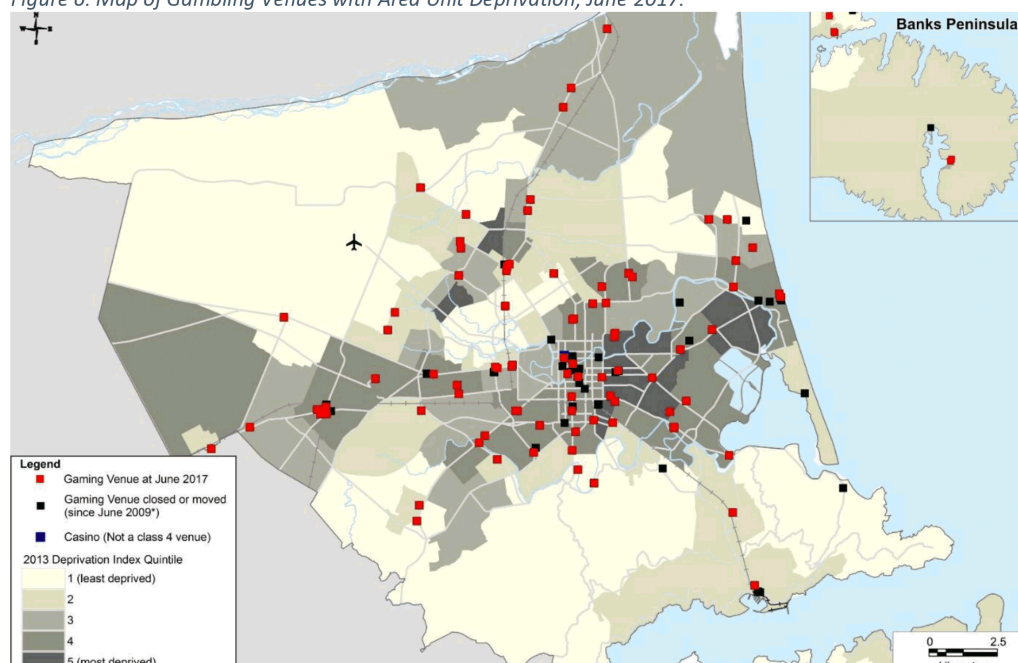 Figure 6: Map of Gambling Venues with Area Unit Deprivation, June 2017.
Banks Peninsula
Legend
Gaming Venue at June 2017
Gaming Venue closed or moved
(since June 2009*)
Casino (Not a class 4 venue)
2013 Deprivation Index Quintile
1 (least deprived)
2
3
4
5 (most deprived)
0 2.5